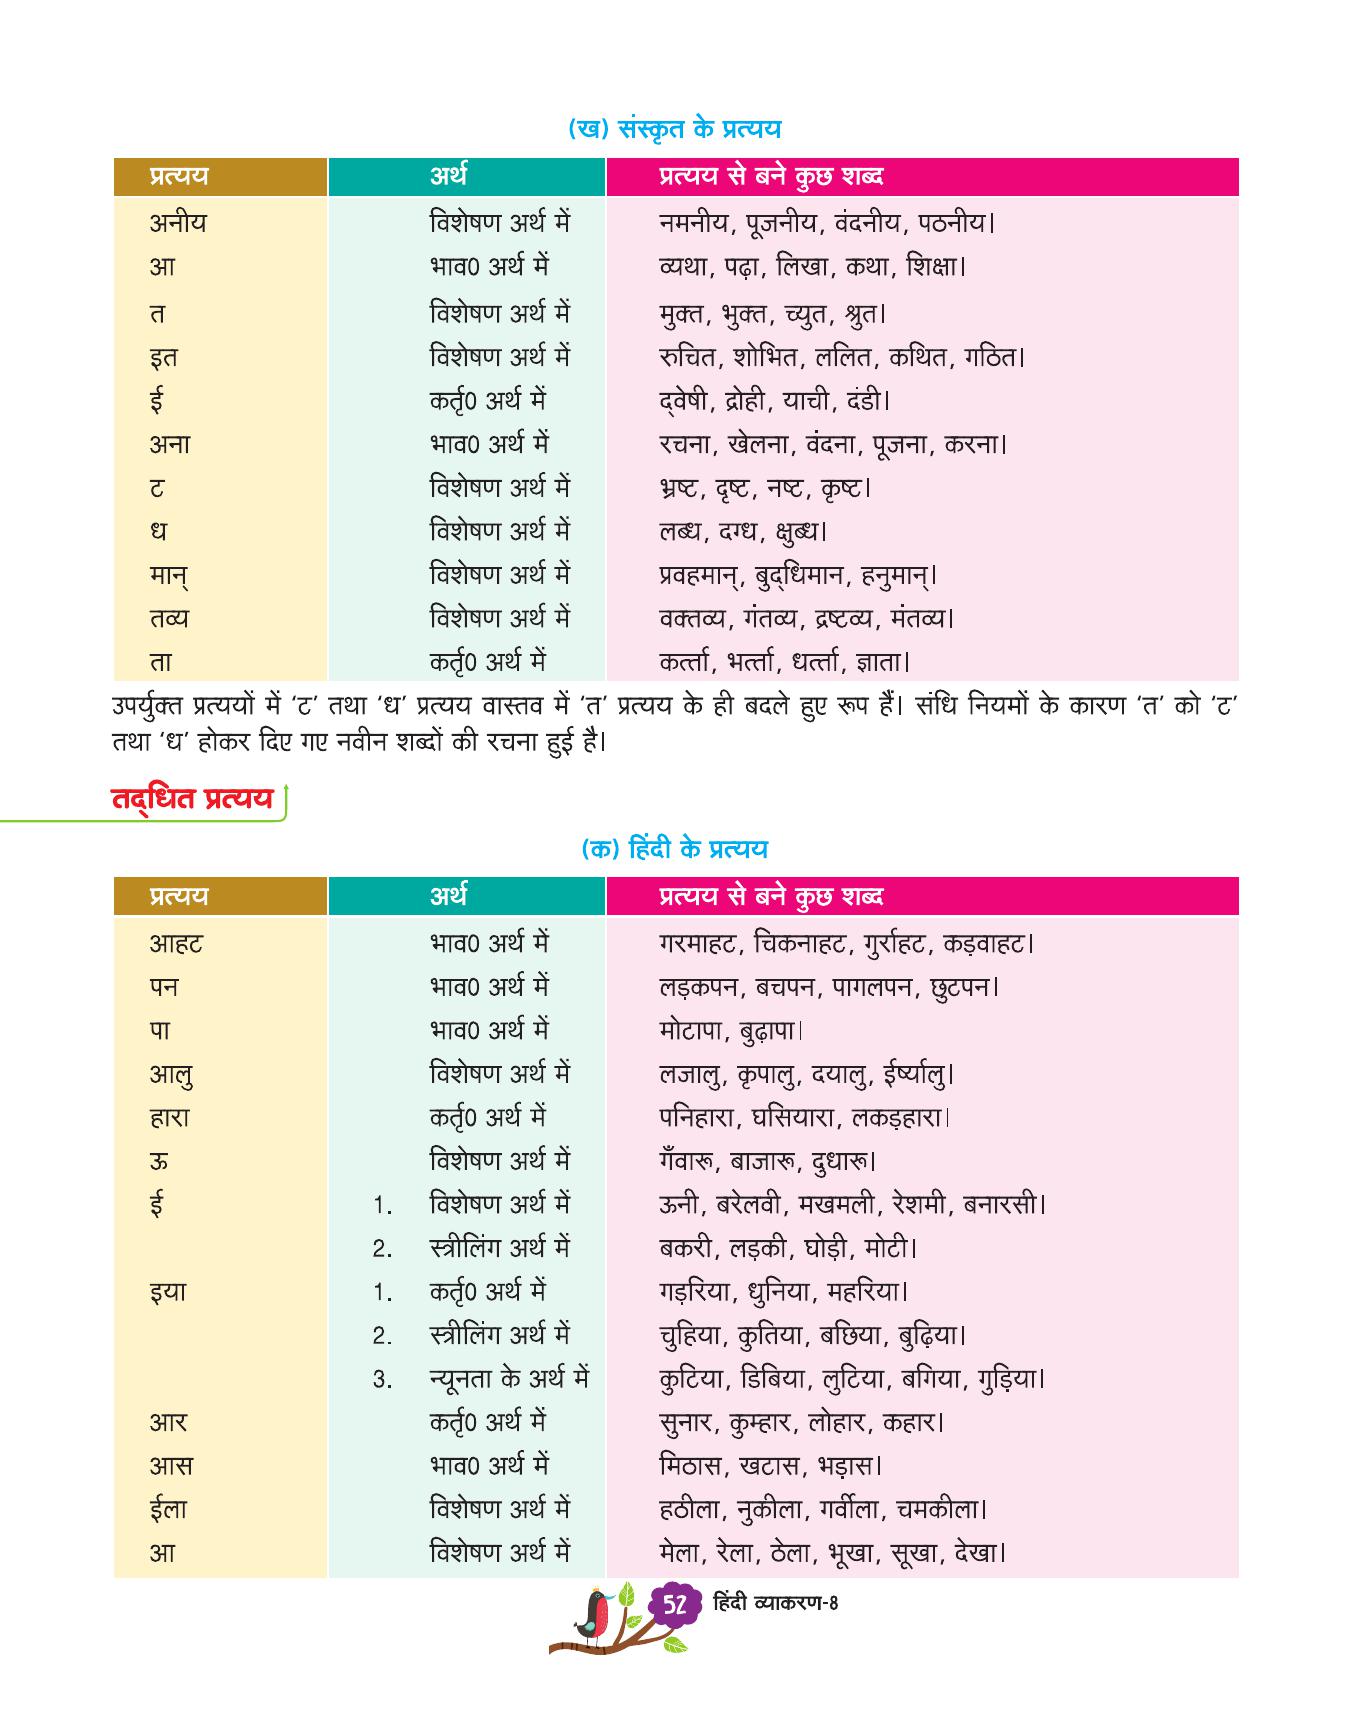 (ख) संस्कृत के प्रत्यय
प्रत्यय अर्थ प्रत्यय से बने कुछ शब्द
अनीय विशेषण अर्थ में नमनीय, पूजनीय, वंदनीय, पठनीय।
आ भाव0 अर्थ में व्यथा, पढ़ा, लिखा, कथा, शिक्षा।
त विशेषण अर्थ में मुक्त, भुक्त, च्युत, श्रुत।
इत विशेषण अर्थ में रुचित, शोभित, ललित, कथित, गठित।
ई कर्तृ0 अर्थ में द्‌वेषी, द्रोही, याची, दंडी।
अना भाव0 अर्थ में रचना, खेलना, वंदना, पूजना, करना।
ट विशेषण अर्थ में भ्रष्ट, दृष्ट, नष्ट, कृष्ट।
ध विशेषण अर्थ में लब्ध, दग्ध, क्षुब्ध।
मान् विशेषण अर्थ में प्रवहमान्, बुद्‌धिमान, हनुमान्।
तव्य विशेषण अर्थ में वक्तव्य, गंतव्य, द्रष्टव्य, मंतव्य।
ता कर्तृ0 अर्थ में कर्त्ता, भर्त्ता, धर्त्ता, ज्ञाता।
उपर्युक्त प्रत्ययों में ‘ट’ तथा ‘ध’ प्रत्यय वास्तव में ‘त’ प्रत्यय के ही बदले हुए रूप हैं। संधि नियमों के कारण ‘त’ को ‘ट’
तथा ‘ध’ होकर दिए गए नवीन शब्दों की रचना हुई है।
तद्‌धित प्रत्यय
(क) हिंदी के प्रत्यय
प्रत्यय अर्थ प्रत्यय से बने कुछ शब्द
आहट भाव0 अर्थ में गरमाहट, चिकनाहट, गुर्राहट, कड़वाहट।
पन भाव0 अर्थ में लड़कपन, बचपन, पागलपन, छुटपन।
पा भाव0 अर्थ में मोटापा, बुढ़ापा।
आलु विशेषण अर्थ में लजालु, कृपालु, दयालु, ईर्ष्यालु।
हारा कर्तृ0 अर्थ में पनिहारा, घसियारा, लकड़हारा।
ऊ विशेषण अर्थ में गँवारू, बाजारू, दुधारू।
ई 1. विशेषण अर्थ में ऊनी, बरेलवी, मखमली, रेशमी, बनारसी।
2. स्त्रीलिंग अर्थ में बकरी, लड़की, घोड़ी, मोटी।
इया 1. कर्तृ0 अर्थ में गड़रिया, धुनिया, महरिया।
2. स्त्रीलिंग अर्थ में चुहिया, कुतिया, बछिया, बुढ़िया।
3. न्यूनता के अर्थ में कुटिया, डिबिया, लुटिया, बगिया, गुड़िया।
आर कर्तृ0 अर्थ में सुनार, कुम्हार, लोहार, कहार।
आस भाव0 अर्थ में मिठास, खटास, भड़ास।
ईला विशेषण अर्थ में हठीला, नुकीला, गर्वीला, चमकीला।
आ विशेषण अर्थ में मेला, रेला, ठेला, भूखा, सूखा, देखा।
52 हिंदी व्याकरण-8